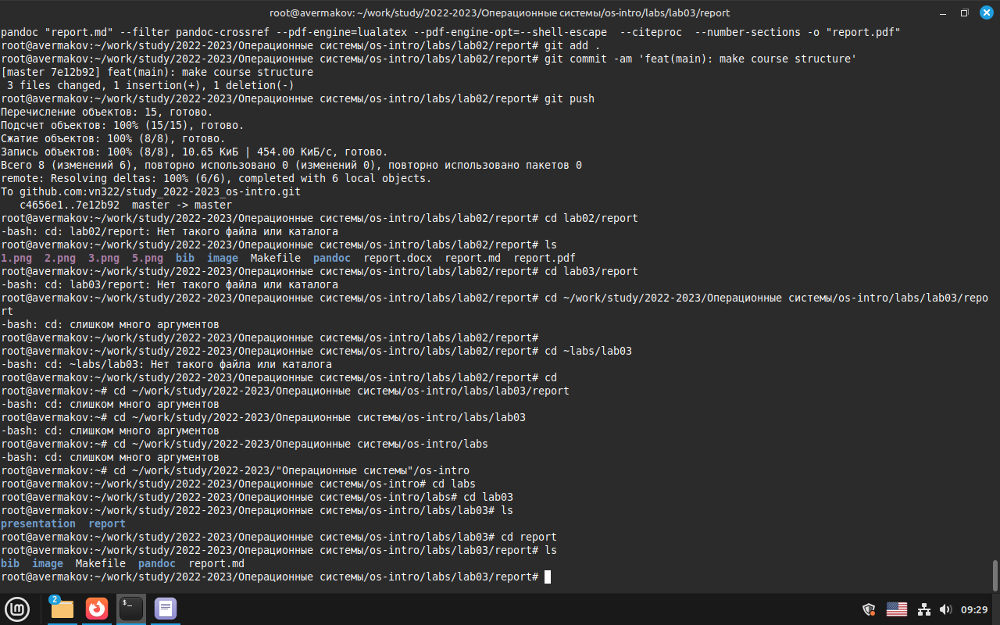 root@avermakov: ~/work/study/2022-2023/Операционные системы/os-intro/labs/lab03/report
pandoc "report.md" --filter pandoc-crossref --pdf-engine=lualatex --pdf-engine-opt=--shell-escape  --citeproc  --number-sections -o "report.pdf"
root@avermakov:~/work/study/2022-2023/Операционные системы/os-intro/labs/lab02/report# git add .
root@avermakov:~/work/study/2022-2023/Операционные системы/os-intro/labs/lab02/report# git commit -am 'feat(main): make course structure'
[master 7e12b92] feat(main): make course structure
 3 files changed, 1 insertion(+), 1 deletion(-)
root@avermakov:~/work/study/2022-2023/Операционные системы/os-intro/labs/lab02/report# git push
Перечисление объектов: 15, готово.
Подсчет объектов: 100% (15/15), готово.
Сжатие объектов: 100% (8/8), готово.
Запись объектов: 100% (8/8), 10.65 КиБ | 454.00 КиБ/с, готово.
Всего 8 (изменений 6), повторно использовано 0 (изменений 0), повторно использовано пакетов 0
remote: Resolving deltas: 100% (6/6), completed with 6 local objects.
To github.com:vn322/study_2022-2023_os-intro.git
   c4656e1..7e12b92  master -> master
root@avermakov:~/work/study/2022-2023/Операционные системы/os-intro/labs/lab02/report# cd lab02/report
-bash: cd: lab02/report: Нет такого файла или каталога
root@avermakov:~/work/study/2022-2023/Операционные системы/os-intro/labs/lab02/report# ls
1.png  2.png  3.png  5.png  bib  image  Makefile  pandoc  report.docx  report.md  report.pdf
root@avermakov:~/work/study/2022-2023/Операционные системы/os-intro/labs/lab02/report# cd lab03/report
-bash: cd: lab03/report: Нет такого файла или каталога
root@avermakov:~/work/study/2022-2023/Операционные системы/os-intro/labs/lab02/report# cd ~/work/study/2022-2023/Операционные системы/os-intro/labs/lab03/repo
rt
-bash: cd: слишком много аргументов
root@avermakov:~/work/study/2022-2023/Операционные системы/os-intro/labs/lab02/report#
root@avermakov:~/work/study/2022-2023/Операционные системы/os-intro/labs/lab02/report# cd ~labs/lab03
-bash: cd: ~labs/lab03: Нет такого файла или каталога
root@avermakov:~/work/study/2022-2023/Операционные системы/os-intro/labs/lab02/report# cd
root@avermakov:~# cd ~/work/study/2022-2023/Операционные системы/os-intro/labs/lab03/report
-bash: cd: слишком много аргументов
root@avermakov:~# cd ~/work/study/2022-2023/Операционные системы/os-intro/labs/lab03
-bash: cd: слишком много аргументов
root@avermakov:~# cd ~/work/study/2022-2023/Операционные системы/os-intro/labs
-bash: cd: слишком много аргументов
root@avermakov:~# cd ~/work/study/2022-2023/"Операционные системы"/os-intro
root@avermakov:~/work/study/2022-2023/Операционные системы/os-intro# cd labs
root@avermakov:~/work/study/2022-2023/Операционные системы/os-intro/labs# cd lab03
root@avermakov:~/work/study/2022-2023/Операционные системы/os-intro/labs/lab03# ls
presentation  report
root@avermakov:~/work/study/2022-2023/Операционные системы/os-intro/labs/lab03# cd report
root@avermakov:~/work/study/2022-2023/Операционные системы/os-intro/labs/lab03/report# ls
bib  image  Makefile  pandoc  report.md
root@avermakov:~/work/study/2022-2023/Операционные системы/os-intro/labs/lab03/report#
2
$_
09:29